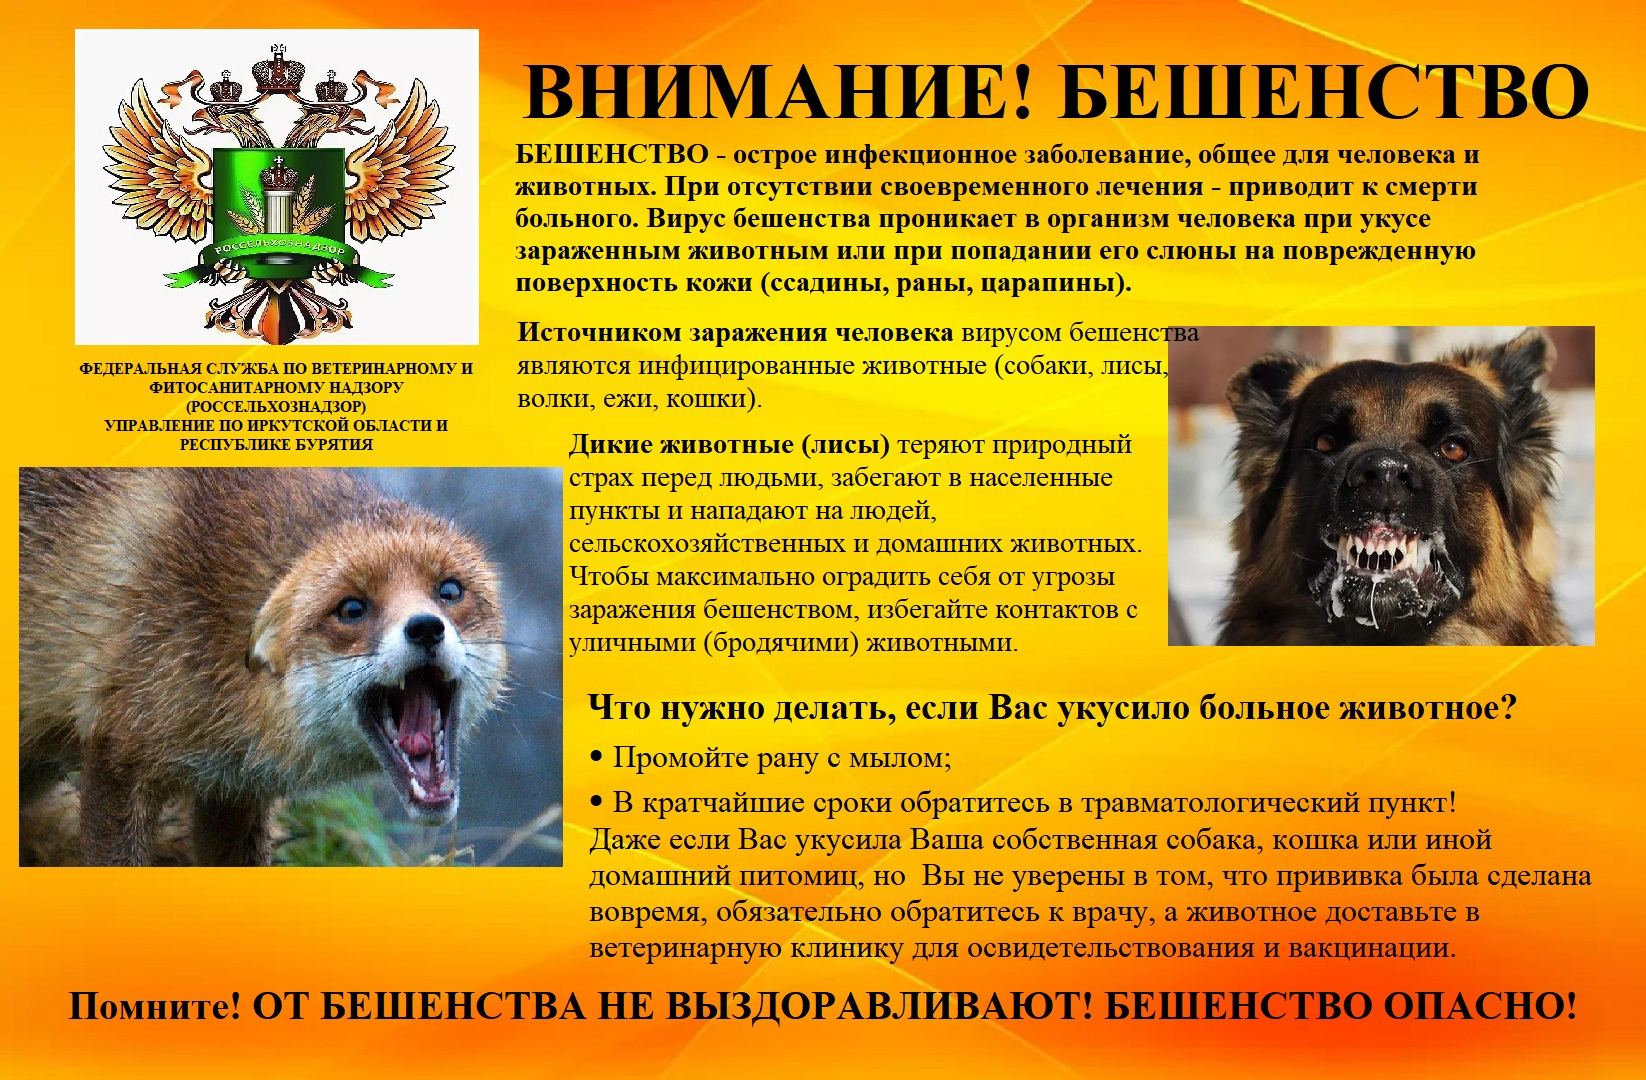 РОССЕЛЬХОЗНАДЗОР
ФЕДЕРАЛЬНАЯ СЛУЖБА ПО ВЕТЕРИНАРНОМУ И
ФИТОСАНИТАРНОМУ НАДЗОРУ
(РОССЕЛЬХОЗНАДЗОР)
УПРАВЛЕНИЕ ПО ИРКУТСКОЙ ОБЛАСТИ И
РЕСПУБЛИКЕ БУРЯТИЯ
ВНИМАНИЕ! БЕШЕНСТВО
БЕШЕНСТВО - острое инфекционное заболевание, общее для человека и
животных. При отсутствии своевременного лечения - приводит к смерти
больного. Вирус бешенства проникает в организм человека при укусе
зараженным животным или при попадании его слюны на поврежденную
поверхность кожи (ссадины, раны, царапины).
Источником заражения человека вирусом бешенства
являются инфицированные животные (собаки, лисы,
волки, ежи, кошки).
Дикие животные (лисы) теряют природный
страх перед людьми, забегают в населенные
пункты и нападают на людей,
сельскохозяйственных и домашних животных.
Чтобы максимально оградить себя от угрозы
заражения бешенством, избегайте контактов с
уличными (бродячими) животными.
Что нужно делать, если Вас укусило больное животное?
• Промойте рану с мылом;
• В кратчайшие сроки обратитесь в травматологический пункт!
Даже если Вас укусила Ваша собственная собака, кошка или иной
домашний питомиц, но Вы не уверены в том, что прививка была сделана
вовремя, обязательно обратитесь к врачу, а животное доставьте в
ветеринарную клинику для освидетельствования и вакцинации.
Помните! ОТ БЕШЕНСТВА НЕ ВЫЗДОРАВЛИВАЮТ! БЕШЕНСТВО ОПАСНО!